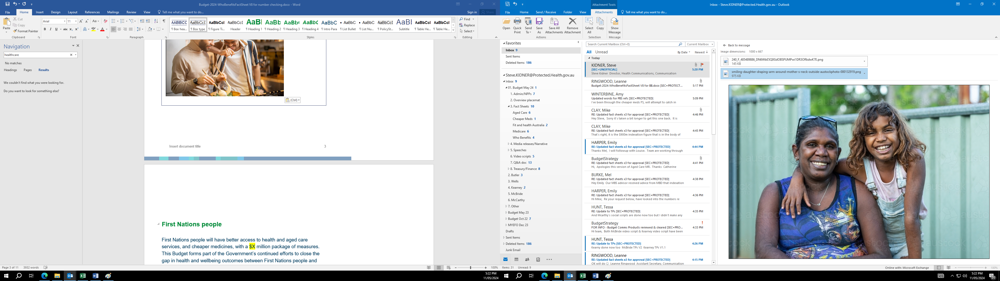 Budget-2024-WhoBenefitsFactSheet V8 for number checking.docx - Word
File Home Insert Design Layout References Mailings Review View Tell me what you want to do... Sign in Share
Paste
Cut
Copy
Format Painter
Clipboard
Arial 11
Font
Paragraph
AABBCC AaBbCcD AaBbCcI AaBbCcD AaBI AaBb AaBb( AaBbC AaBbC • AaBbC • AaBbC AaBbCcD AaBI AaBbCcI AaBbCcI
¶ Box hea... ¶ Box type ¶ Figure Ti... Header ¶ Heading 1 ¶ Heading 2 ¶ Heading 3 ¶ Heading 4 ¶ Intro Para ¶ List Bullet ¶ List Nu... ¶ PolicySt... Subtitle ¶ Table He... ¶ Table He...
Styles
Find
Replace
Select
Editing
Navigation
healthcare
No matches
Headings Pages Results
We couldn't find what you were looking for.
Do you want to look for something else?
(Ctrl)
Insert document title 3
First Nations people
First Nations people will have better access to health and aged care
services, and cheaper medicines, with a $X million package of measures.
This Budget forms part of the Government's continued efforts to close the
gap in health and wellbeing outcomes between First Nations people and
Page 3 of 11 3932 words
100%
5:22 PM
11/05/2024
Attachment Tools
Inbox - Steve.KIDNER@Protected.Health.gov.au - Outlook
File Home Send / Receive Folder View Attachments Tell me what you want to do...
Open
Quick Print
Send To
Save As
Save All Attachments
Remove Attachment
Select All
Copy
Show Message
Actions
Selection
Message
Favorites
Inbox 9
Sent Items
Deleted Items 186
Steve.KIDNER@Protected.Health.gov.au
Inbox 9
01. Budget May 24 1
1. Admin/NPPs 7
2. Overview placemat
3. Fact Sheets 10
Aged Care 6
Cheaper Meds 1
Fit and health Australia 2
Medicare 6
Who Benefits 4
4. Media releases/Narrative
5. Speeches
6. Video scripts 5
7. Q&A doc 13
8. Treasury/Finance 8
2. Butler 3
3. Wells
4. Kearney 2
5. McBride
6. McCarthy
7. Other
Budget May 23
Budget Oct 22 7
MYEFO Dec 23
Drafts
Sent Items
Deleted Items 186
Junk Email
Items: 31 Unread: 9
Search Current Mailbox (Ctrl+E) Current Mailbox
All Unread By Date Newest
Today
KIDNER, Steve
[SEC=UNOFFICIAL] 5:20 PM
Steve Kidner Director, Health Communications, Communication
RINGWOOD, Leanne
Budget-2024-WhoBenefitsFactSheet V8 for BB.docx [SEC=PROTECT... 5:17 PM
WINTERBINE, Amy
Updated words for PBS refs [SEC=PROTECTED] 5:09 PM
I've been through the cheaper meds FS, will attempt to catch in
CLAY, Mike
RE: Updated fact sheets x3 for approval [SEC=PROTECTED] 4:46 PM
Hey Steve, Sorry it's taken a bit longer to get this one back. It is
CLAY, Mike
RE: Updated fact sheets x3 for approval [SEC=PROTECTED] 4:45 PM
That's right, it is the $900m indexation figure that is in the body of
HARPER, Emily
RE: Updated fact sheets x3 for approval [SEC=PROTECTED] 4:44 PM
Thanks Mel, I will followup with Louise. Team are working through
BudgetStrategy
RE: Updated fact sheets x3 for approval [SEC=PROTECTED] 4:41 PM
Hi, Apologies this version of Aged Care MR. Thanks Catherine
BURKE, Mel
RE: Updated fact sheets x3 for approval [SEC=PROTECTED] 4:38 PM
Hey Emily Our MBS advisor received advice from MBD that indexation
HARPER, Emily
RE: Updated fact sheets x3 for approval [SEC=PROTECTED] 4:36 PM
Hi Mike, Re your request below, have looked into the numbers re
HUNT, Tessa
RE: Update to TPs [SEC=PROTECTED] 4:35 PM
And Mcarthy's social scripts are done now too but I didn't make any
BudgetStrategy
FOR INFO - Budget Comms Products reviewed & cleared [SEC=PRO... 4:33 PM
Hi team, Both McBride video script & Kearney video script have been
HUNT, Tessa
RE: Update to TPs [SEC=PROTECTED] 4:26 PM
Kearny done now too McBride TPs V2 Kearney TPs V1.1
RINGWOOD, Leanne
RE: Updated fact sheets x3 for approval [SEC=PROTECTED] 4:15 PM
OK will do ☺ Leanne Ringwood Assistant Secretary, Communication
Back to message
Image dimensions: 1000 x 667
240_F_485489886_DN6WbE5Q0GdOBSPUMPwi1DR3ORkdwK7E.png
145 KB
smiling-daughter-draping-arm-around-mother-s-neck-outside-austockphoto-000132919.png
975 KB
Online with: Microsoft Exchange
100%
5:22 PM
11/05/2024
20